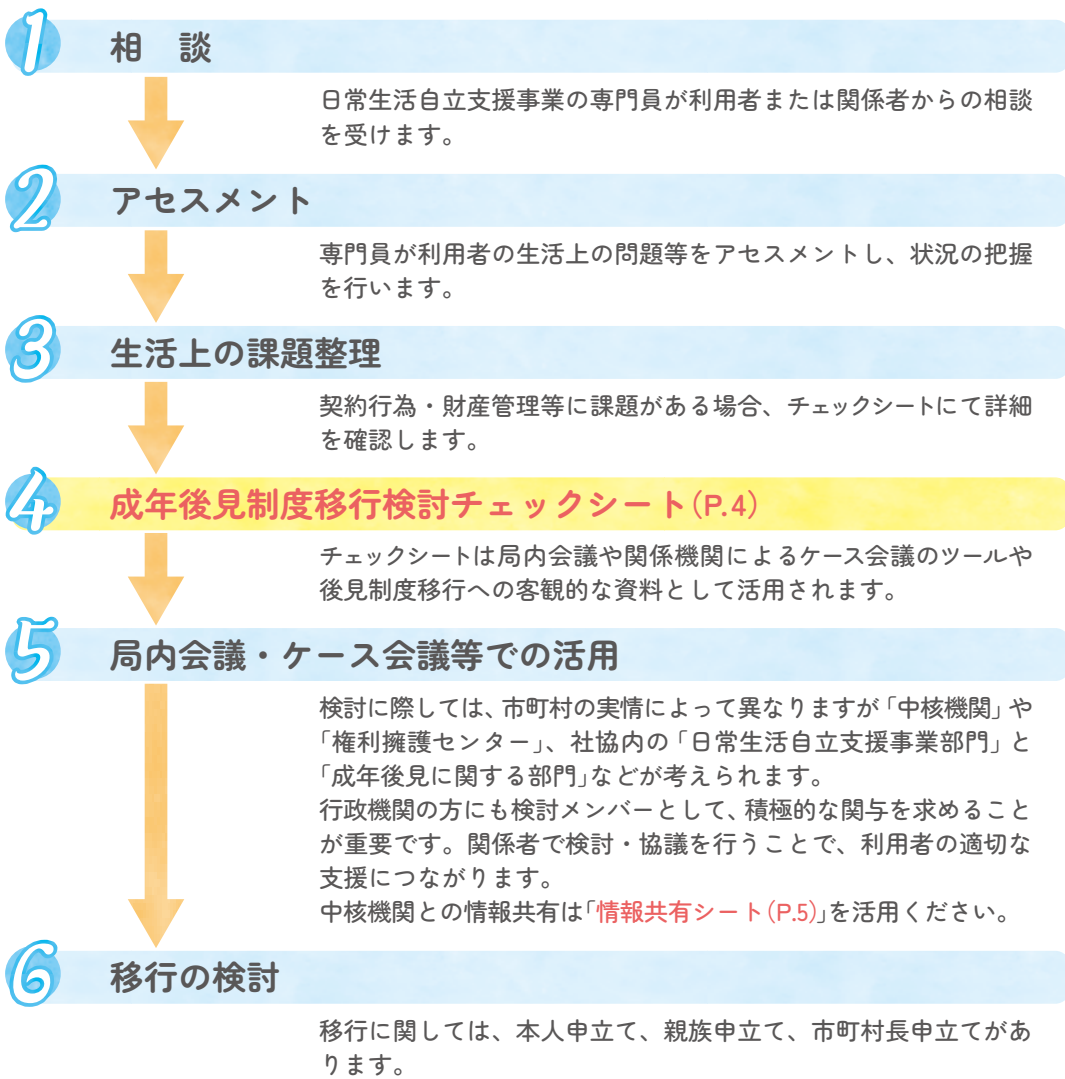 1 相　談
日常生活自立支援事業の専門員が利用者または関係者からの相談
を受けます。
2 アセスメント
専門員が利用者の生活上の問題等をアセスメントし、状況の把握
を行います。
3 生活上の課題整理
契約行為・財産管理等に課題がある場合、チェックシートにて詳細
を確認します。
4 成年後見制度移行検討チェックシート(P.4)
チェックシートは局内会議や関係機関によるケース会議のツールや
後見制度移行への客観的な資料として活用されます。
5 局内会議・ケース会議等での活用
検討に際しては、市町村の実情によって異なりますが「中核機関」や
「権利擁護センター」、社協内の「日常生活自立支援事業部門」と
「成年後見に関する部門」などが考えられます。
行政機関の方にも検討メンバーとして、積極的な関与を求めること
が重要です。関係者で検討・協議を行うことで、利用者の適切な
支援につながります。
中核機関との情報共有は「情報共有シート(P.5)」を活用ください。
6 移行の検討
移行に関しては、本人申立て、親族申立て、市町村長申立てがあ
ります。